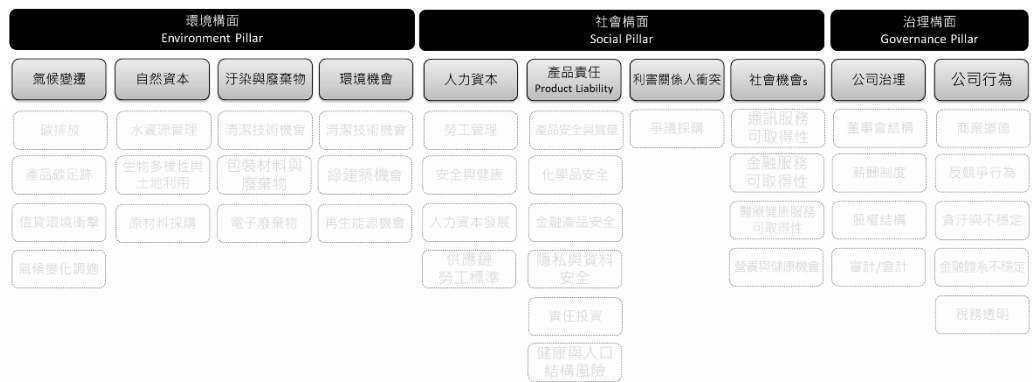 環境構面
Environment Pillar
社會構面
Social Pillar
治理構面
Governance Pillar
氣候變遷
自然資本
汙染與廢棄物
環境機會
人力資本
產品責任
Product Liability
利害關係人衝突
社會機會s
公司治理
公司行為
碳排放
水資源管理
清潔技術機會
清潔技術機會
勞工管理
產品安全與質量
爭議採購
通訊服務
可取得性
董事會結構
商業道德
產品碳足跡
生物多樣性與
土地利用
包裝材料與
廢棄物
綠建築機會
安全與健康
化學品安全
金融服務
可取得性
薪酬制度
反競爭行為
信貸環境衝擊
原材料採購
電子廢棄物
再生能源機會
人力資本發展
金融產品安全
醫療健康服務
可取得性
股權結構
貪汙與不穩定
氣候變化調適
供應鏈
勞工標準
隱私與資料
安全
營養與健康機會
審計/會計
金融體系不穩定
責任投資
稅務透明
健康與人口
結構風險